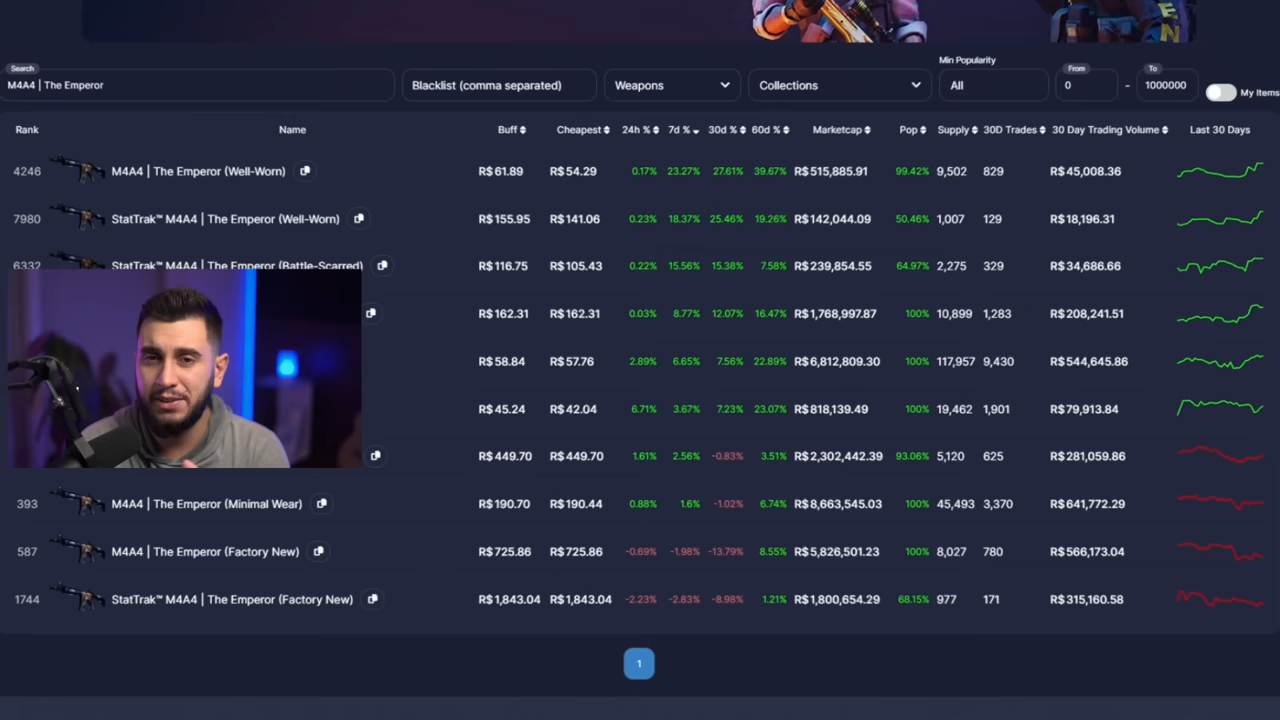 EN
Min Popularity
Search From To
M4A4 | The Emperor Blacklist (comma separated) Weapons Collections All 0 - 1000000 My Items
Rank Name Buff Cheapest 24h % 7d % 30d % 60d % Marketcap Pop Supply 30D Trades 30 Day Trading Volume Last 30 Days
4246 M4A4 | The Emperor (Well-Worn) R$61.89 R$54.29 0.17% 23.27% 27.61% 39.67% R$515,885.91 99.42% 9,502 829 R$45,008.36
7980 StatTrak™ M4A4 | The Emperor (Well-Worn) R$155.95 R$141.06 0.23% 18.37% 25.46% 19.26% R$142,044.09 50.46% 1,007 129 R$18,196.31
6332 StatTrak™ M4A4 | The Emperor (Battle-Scarred) R$116.75 R$105.43 0.22% 15.56% 15.38% 7.58% R$239,854.55 64.97% 2,275 329 R$34,686.66
R$162.31 R$162.31 0.03% 8.77% 12.07% 16.47% R$1,768,997.87 100% 10,899 1,283 R$208,241.51
R$58.84 R$57.76 2.89% 6.65% 7.56% 22.89% R$6,812,809.30 100% 117,957 9,430 R$544,645.86
R$45.24 R$42.04 6.71% 3.67% 7.23% 23.07% R$818,139.49 100% 19,462 1,901 R$79,913.84
R$449.70 R$449.70 1.61% 2.56% -0.83% 3.51% R$2,302,442.39 93.06% 5,120 625 R$281,059.86
393 M4A4 | The Emperor (Minimal Wear) R$190.70 R$190.44 0.88% 1.6% -1.02% 6.74% R$8,663,545.03 100% 45,493 3,370 R$641,772.29
587 M4A4 | The Emperor (Factory New) R$725.86 R$725.86 -0.69% -1.98% -13.79% 8.55% R$5,826,501.23 100% 8,027 780 R$566,173.04
1744 StatTrak™ M4A4 | The Emperor (Factory New) R$1,843.04 R$1,843.04 -2.23% -2.83% -8.98% 1.21% R$1,800,654.29 68.15% 977 171 R$315,160.58
1